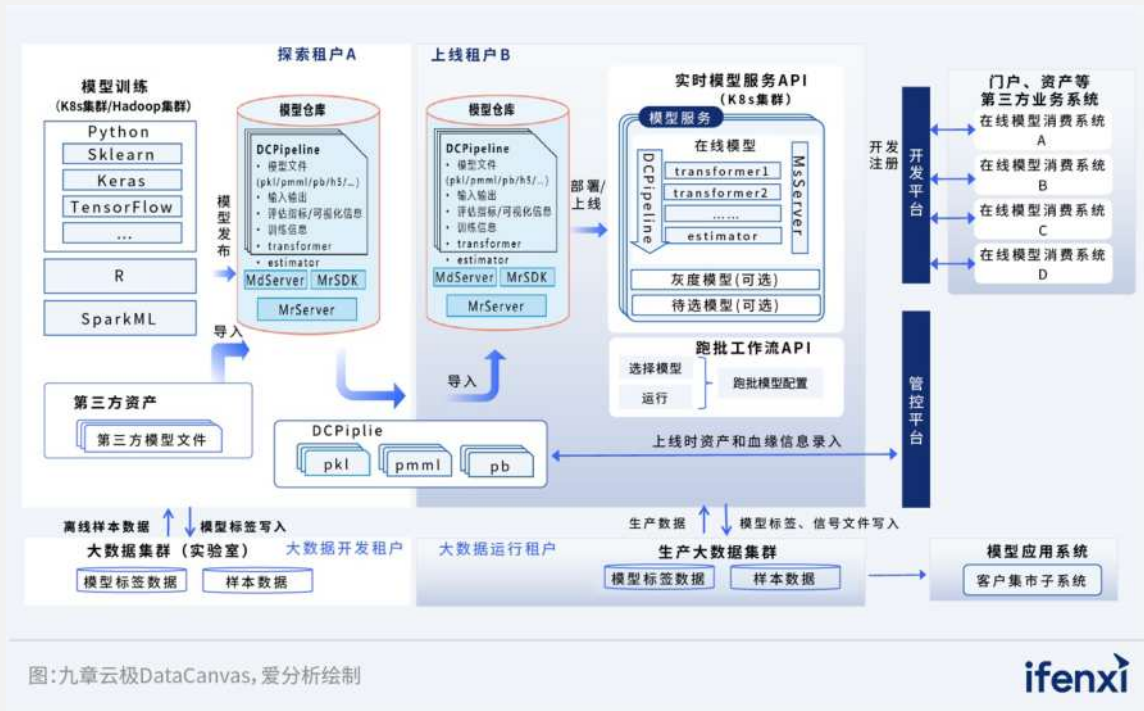 探索租户A
模型训练
(K8s集群/Hadoop集群)
Python
Sklearn
Keras
TensorFlow
...
R
SparkML
模型发布
模型仓库
DCPipeline
• 模型文件
(pkl/pmml/pb/h5/...)
• 输入输出
• 评估指标/可视化信息
• 训练信息
• transformer
• estimator
MdServer
MrSDK
MrServer
导入
第三方资产
第三方模型文件
上线租户B
模型仓库
DCPipeline
• 模型文件
(pkl/pmml/pb/h5/...)
• 输入输出
• 评估指标/可视化信息
• 训练信息
• transformer
• estimator
MdServer
MrSDK
MrServer
导入
部署/
上线
实时模型服务API
(K8s集群)
模型服务
在线模型
DCPipeline
transformer1
transformer2
......
estimator
MsServer
灰度模型(可选)
待选模型(可选)
跑批工作流API
选择模型
运行
跑批模型配置
DCPiplie
pkl
pmml
pb
上线时资产和血缘信息录入
开发
注册
开发平台
管控平台
门户、资产等
第三方业务系统
在线模型消费系统
A
在线模型消费系统
B
在线模型消费系统
C
在线模型消费系统
D
离线样本数据
模型标签写入
大数据集群（实验室）
大数据开发租户
模型标签数据
样本数据
生产数据
模型标签、信号文件写入
大数据运行租户
生产大数据集群
模型标签数据
样本数据
模型应用系统
客户集市子系统
图:九章云极DataCanvas,爱分析绘制
ifenxi